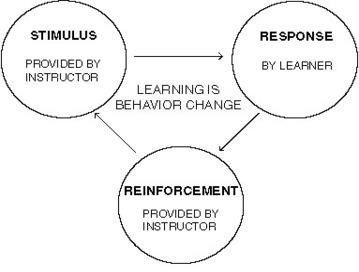 STIMULUS
PROVIDED BY
INSTRUCTOR
RESPONSE
BY LEARNER
LEARNING IS
BEHAVIOR CHANGE
REINFORCEMENT
PROVIDED BY
INSTRUCTOR